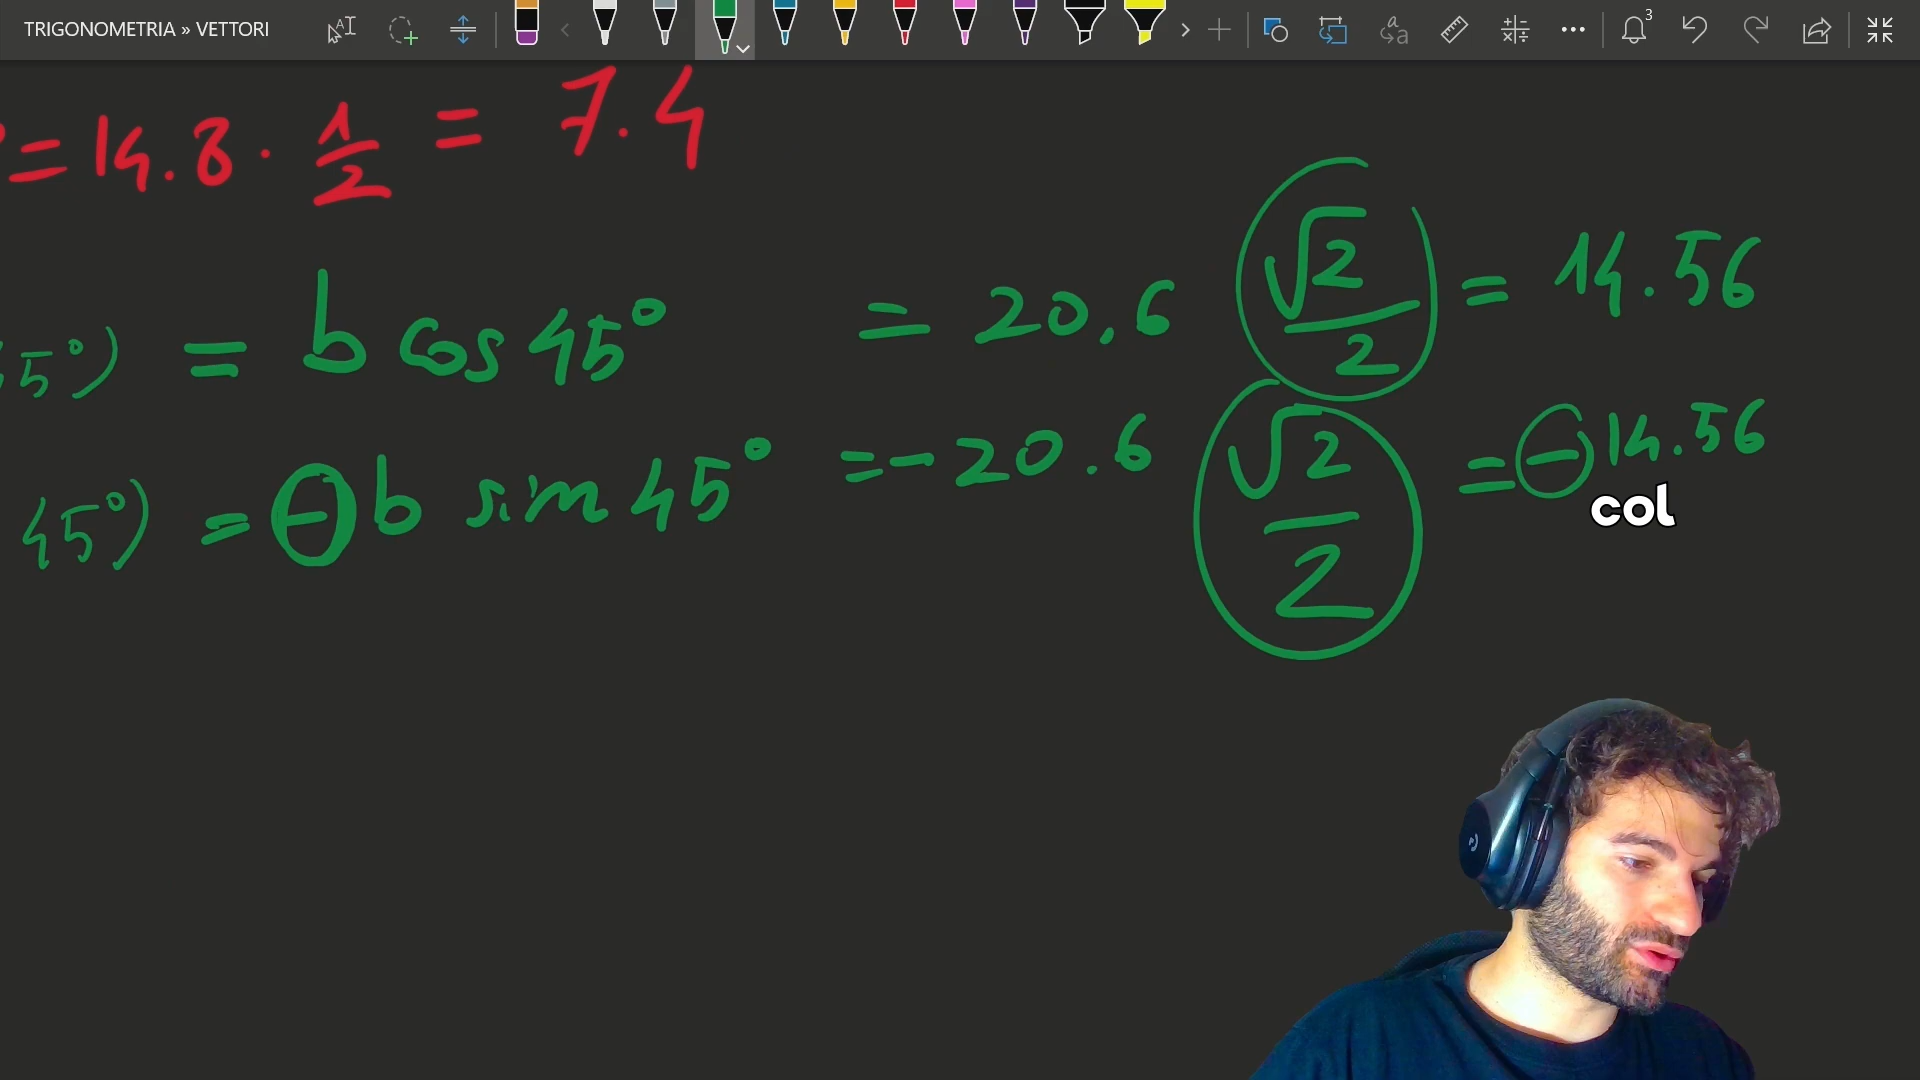 TRIGONOMETRIA » VETTORI
3
= 14.8 · 1/2 = 7.4
5°) = b cos 45° = 20.6 √2/2 = 14.56
45°) = - b sin 45° = - 20.6 √2/2 = - 14.56
col